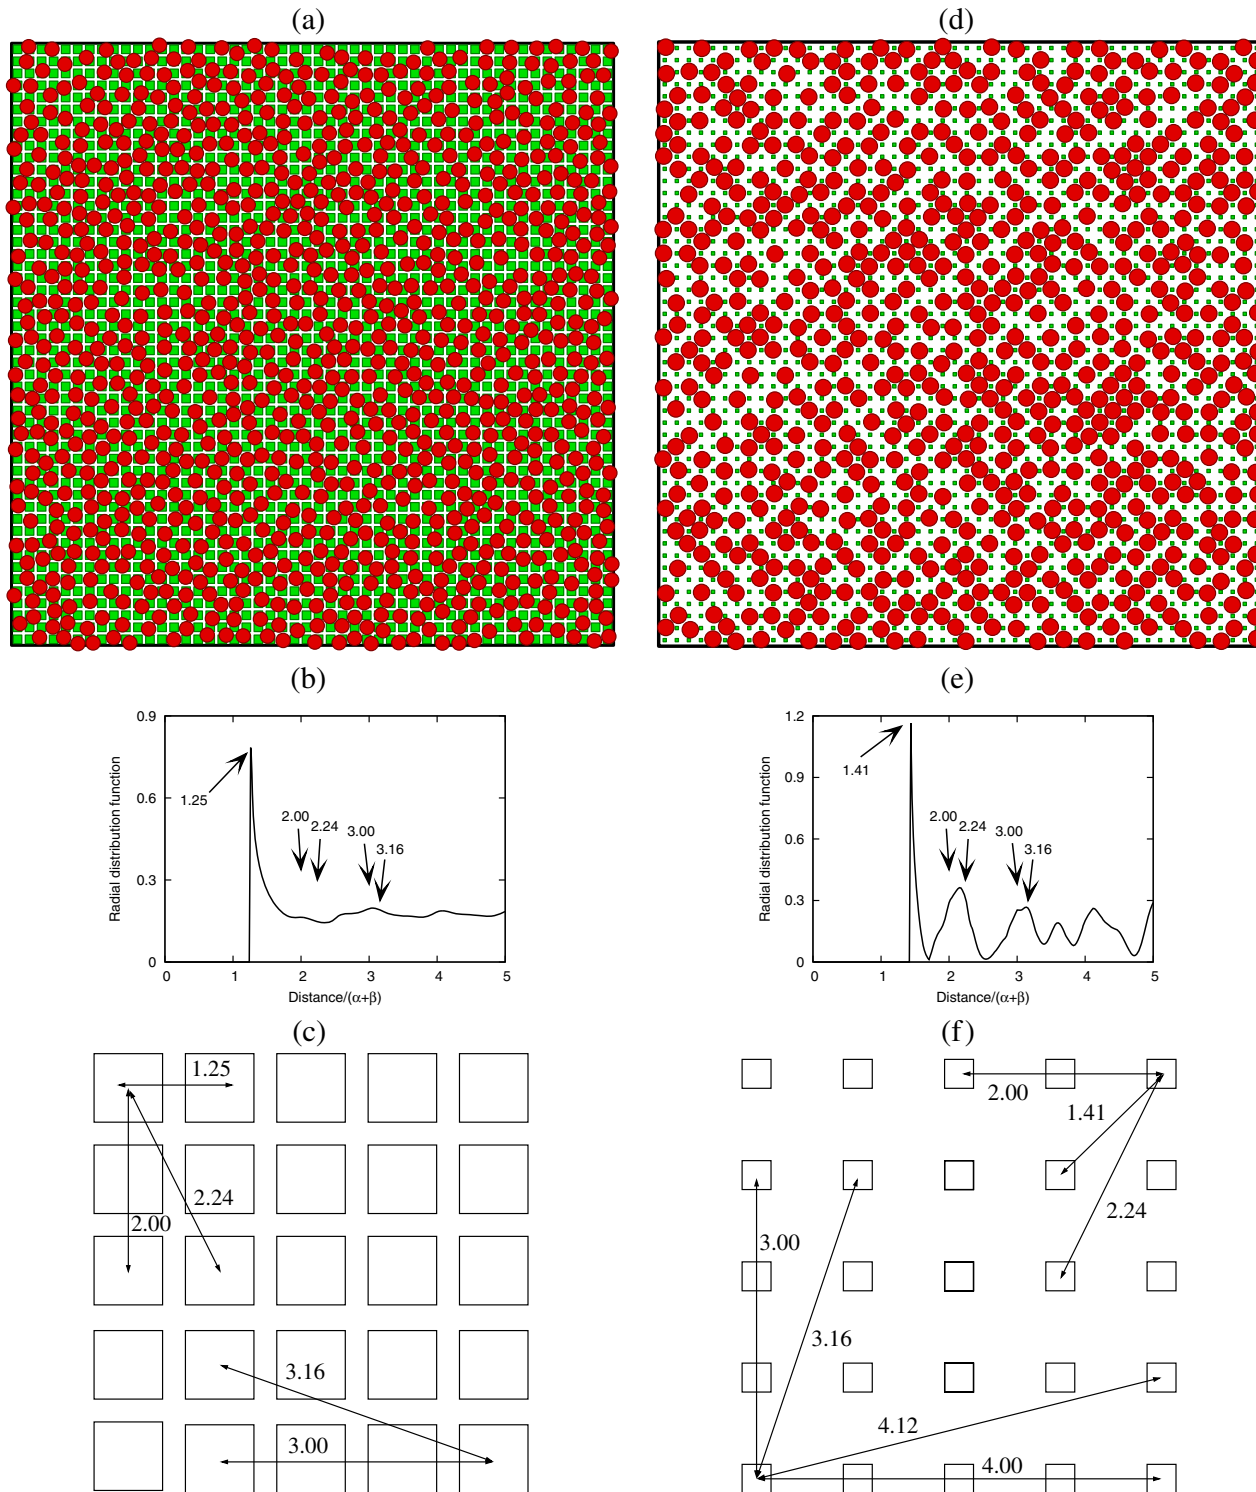 (a)
(d)
(b)
(e)
0.9
0.6
0.3
0
Radial distribution function
1.25
2.00
2.24
3.00
3.16
0 1 2 3 4 5
Distance/(α+β)
1.2
0.9
0.6
0.3
0
Radial distribution function
1.41
2.00
2.24
3.00
3.16
0 1 2 3 4 5
Distance/(α+β)
(c)
(f)
1.25
2.24
2.00
3.16
3.00
2.00
1.41
2.24
3.00
3.16
4.12
4.00